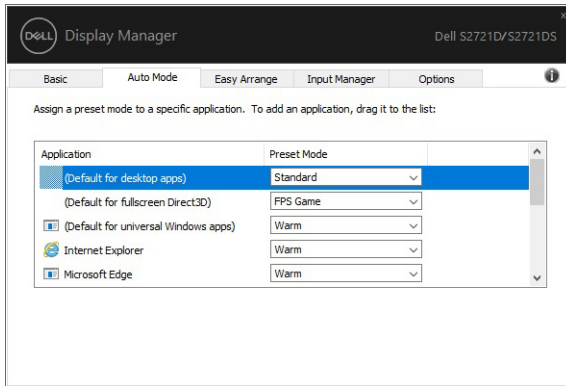 DELL Display Manager
Dell S2721D/S2721DS
Basic Auto Mode Easy Arrange Input Manager Options
Assign a preset mode to a specific application. To add an application, drag it to the list:
Application Preset Mode
(Default for desktop apps) Standard
(Default for fullscreen Direct3D) FPS Game
(Default for universal Windows apps) Warm
Internet Explorer Warm
Microsoft Edge Warm